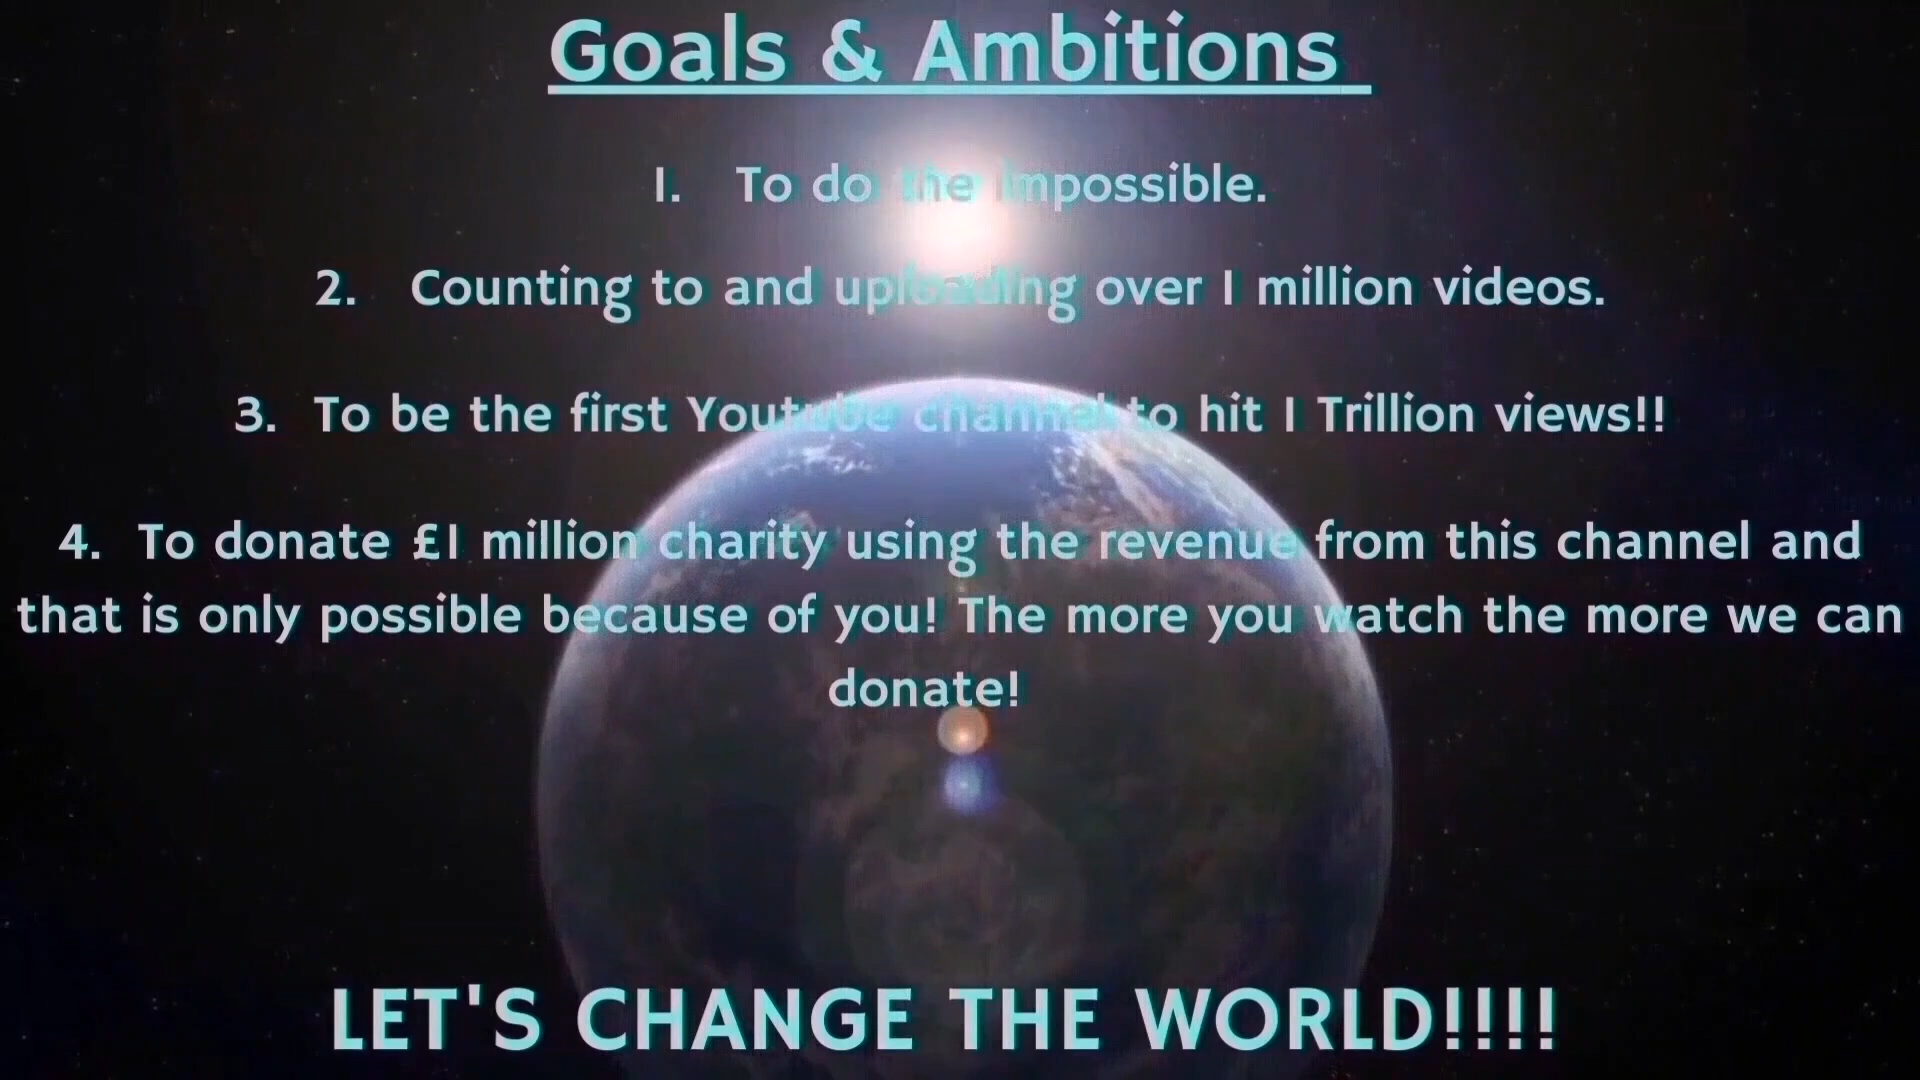 Goals & Ambitions
1. To do the impossible.
2. Counting to and uploading over 1 million videos.
3. To be the first Youtube channel to hit 1 Trillion views!!
4. To donate £1 million charity using the revenue from this channel and
that is only possible because of you! The more you watch the more we can
donate!
LET'S CHANGE THE WORLD!!!!